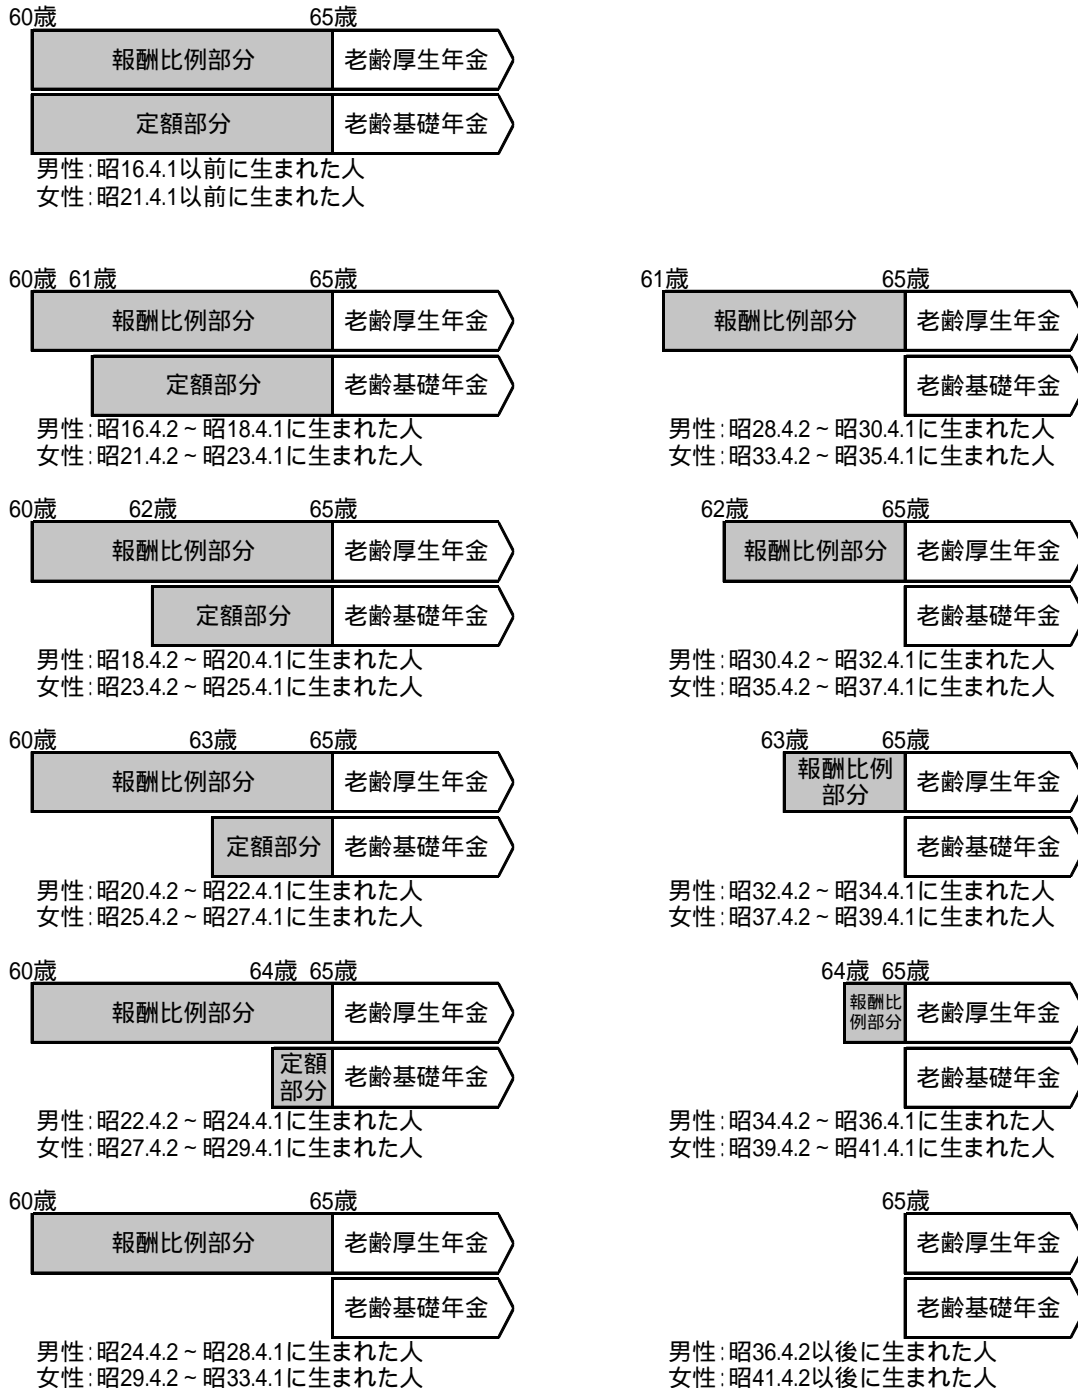 60歳 65歳
報酬比例部分 老齢厚生年金
定額部分 老齢基礎年金
男性:昭16.4.1以前に生まれた人
女性:昭21.4.1以前に生まれた人
60歳 61歳 65歳
報酬比例部分 老齢厚生年金
定額部分 老齢基礎年金
男性:昭16.4.2~昭18.4.1に生まれた人
女性:昭21.4.2~昭23.4.1に生まれた人
60歳 62歳 65歳
報酬比例部分 老齢厚生年金
定額部分 老齢基礎年金
男性:昭18.4.2~昭20.4.1に生まれた人
女性:昭23.4.2~昭25.4.1に生まれた人
60歳 63歳 65歳
報酬比例部分 老齢厚生年金
定額部分 老齢基礎年金
男性:昭20.4.2~昭22.4.1に生まれた人
女性:昭25.4.2~昭27.4.1に生まれた人
60歳 64歳 65歳
報酬比例部分 老齢厚生年金
定額
部分 老齢基礎年金
男性:昭22.4.2~昭24.4.1に生まれた人
女性:昭27.4.2~昭29.4.1に生まれた人
60歳 65歳
報酬比例部分 老齢厚生年金
老齢基礎年金
男性:昭24.4.2~昭28.4.1に生まれた人
女性:昭29.4.2~昭33.4.1に生まれた人
61歳 65歳
報酬比例部分 老齢厚生年金
老齢基礎年金
男性:昭28.4.2~昭30.4.1に生まれた人
女性:昭33.4.2~昭35.4.1に生まれた人
62歳 65歳
報酬比例部分 老齢厚生年金
老齢基礎年金
男性:昭30.4.2~昭32.4.1に生まれた人
女性:昭35.4.2~昭37.4.1に生まれた人
63歳 65歳
報酬比例
部分 老齢厚生年金
老齢基礎年金
男性:昭32.4.2~昭34.4.1に生まれた人
女性:昭37.4.2~昭39.4.1に生まれた人
64歳 65歳
報酬比
例部分 老齢厚生年金
老齢基礎年金
男性:昭34.4.2~昭36.4.1に生まれた人
女性:昭39.4.2~昭41.4.1に生まれた人
65歳
老齢厚生年金
老齢基礎年金
男性:昭36.4.2以後に生まれた人
女性:昭41.4.2以後に生まれた人